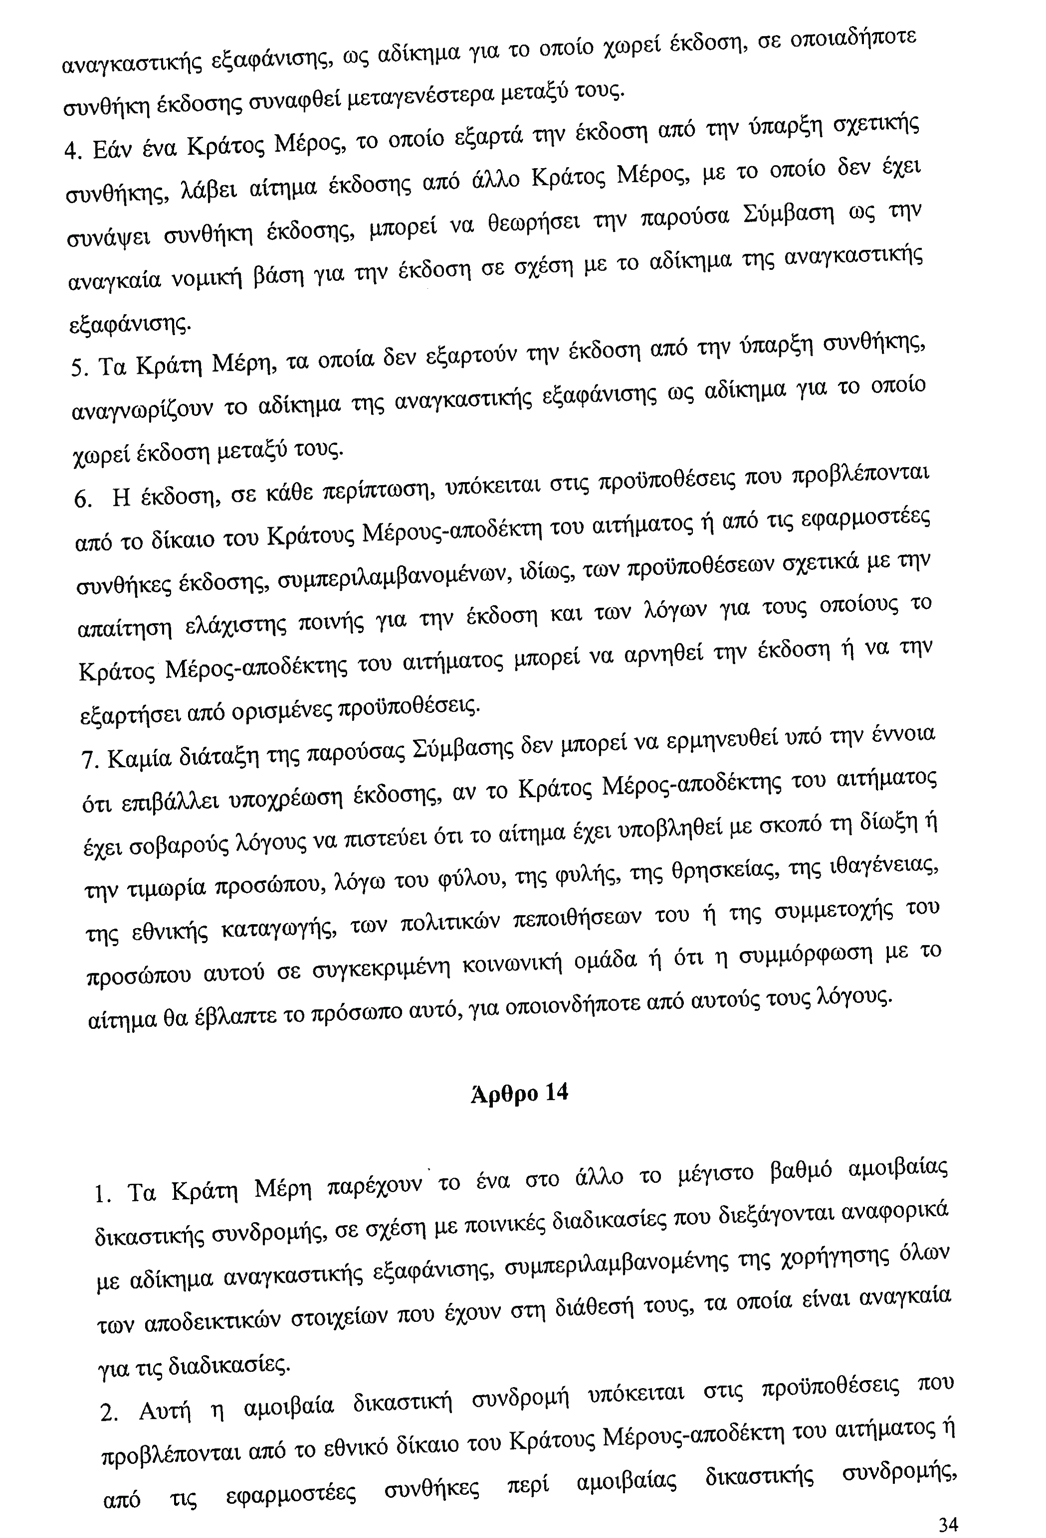 αναγκαστικής εξαφάνισης, ως αδίκημα για το οποίο χωρεί έκδοση, σε οποιαδήποτε
συνθήκη έκδοσης συναφθεί μεταγενέστερα μεταξύ τους.
4. Εάν ένα Κράτος Μέρος, το οποίο εξαρτά την έκδοση από την ύπαρξη σχετικής
συνθήκης, λάβει αίτημα έκδοσης από άλλο Κράτος Μέρος, με το οποίο δεν έχει
συνάψει συνθήκη έκδοσης, μπορεί να θεωρήσει την παρούσα Σύμβαση ως την
αναγκαία νομική βάση για την έκδοση σε σχέση με το αδίκημα της αναγκαστικής
εξαφάνισης.
5. Τα Κράτη Μέρη, τα οποία δεν εξαρτούν την έκδοση από την ύπαρξη συνθήκης,
αναγνωρίζουν το αδίκημα της αναγκαστικής εξαφάνισης ως αδίκημα για το οποίο
χωρεί έκδοση μεταξύ τους.
6. Η έκδοση, σε κάθε περίπτωση, υπόκειται στις προϋποθέσεις που προβλέπονται
από το δίκαιο του Κράτους Μέρους-αποδέκτη του αιτήματος ή από τις εφαρμοστέες
συνθήκες έκδοσης, συμπεριλαμβανομένων, ιδίως, των προϋποθέσεων σχετικά με την
απαίτηση ελάχιστης ποινής για την έκδοση και των λόγων για τους οποίους το
Κράτος Μέρος-αποδέκτης του αιτήματος μπορεί να αρνηθεί την έκδοση ή να την
εξαρτήσει από ορισμένες προϋποθέσεις.
7. Καμία διάταξη της παρούσας Σύμβασης δεν μπορεί να ερμηνευθεί υπό την έννοια
ότι επιβάλλει υποχρέωση έκδοσης, αν το Κράτος Μέρος-αποδέκτης του αιτήματος
έχει σοβαρούς λόγους να πιστεύει ότι το αίτημα έχει υποβληθεί με σκοπό τη δίωξη ή
την τιμωρία προσώπου, λόγω του φύλου, της φυλής, της θρησκείας, της ιθαγένειας,
της εθνικής καταγωγής, των πολιτικών πεποιθήσεων του ή της συμμετοχής του
προσώπου αυτού σε συγκεκριμένη κοινωνική ομάδα ή ότι η συμμόρφωση με το
αίτημα θα έβλαπτε το πρόσωπο αυτό, για οποιονδήποτε από αυτούς τους λόγους.
Άρθρο 14
1. Τα Κράτη Μέρη παρέχουν το ένα στο άλλο το μέγιστο βαθμό αμοιβαίας
δικαστικής συνδρομής, σε σχέση με ποινικές διαδικασίες που διεξάγονται αναφορικά
με αδίκημα αναγκαστικής εξαφάνισης, συμπεριλαμβανομένης της χορήγησης όλων
των αποδεικτικών στοιχείων που έχουν στη διάθεσή τους, τα οποία είναι αναγκαία
για τις διαδικασίες.
2. Αυτή η αμοιβαία δικαστική συνδρομή υπόκειται στις προϋποθέσεις που
προβλέπονται από το εθνικό δίκαιο του Κράτους Μέρους-αποδέκτη του αιτήματος ή
από τις εφαρμοστέες συνθήκες περί αμοιβαίας δικαστικής συνδρομής,
34